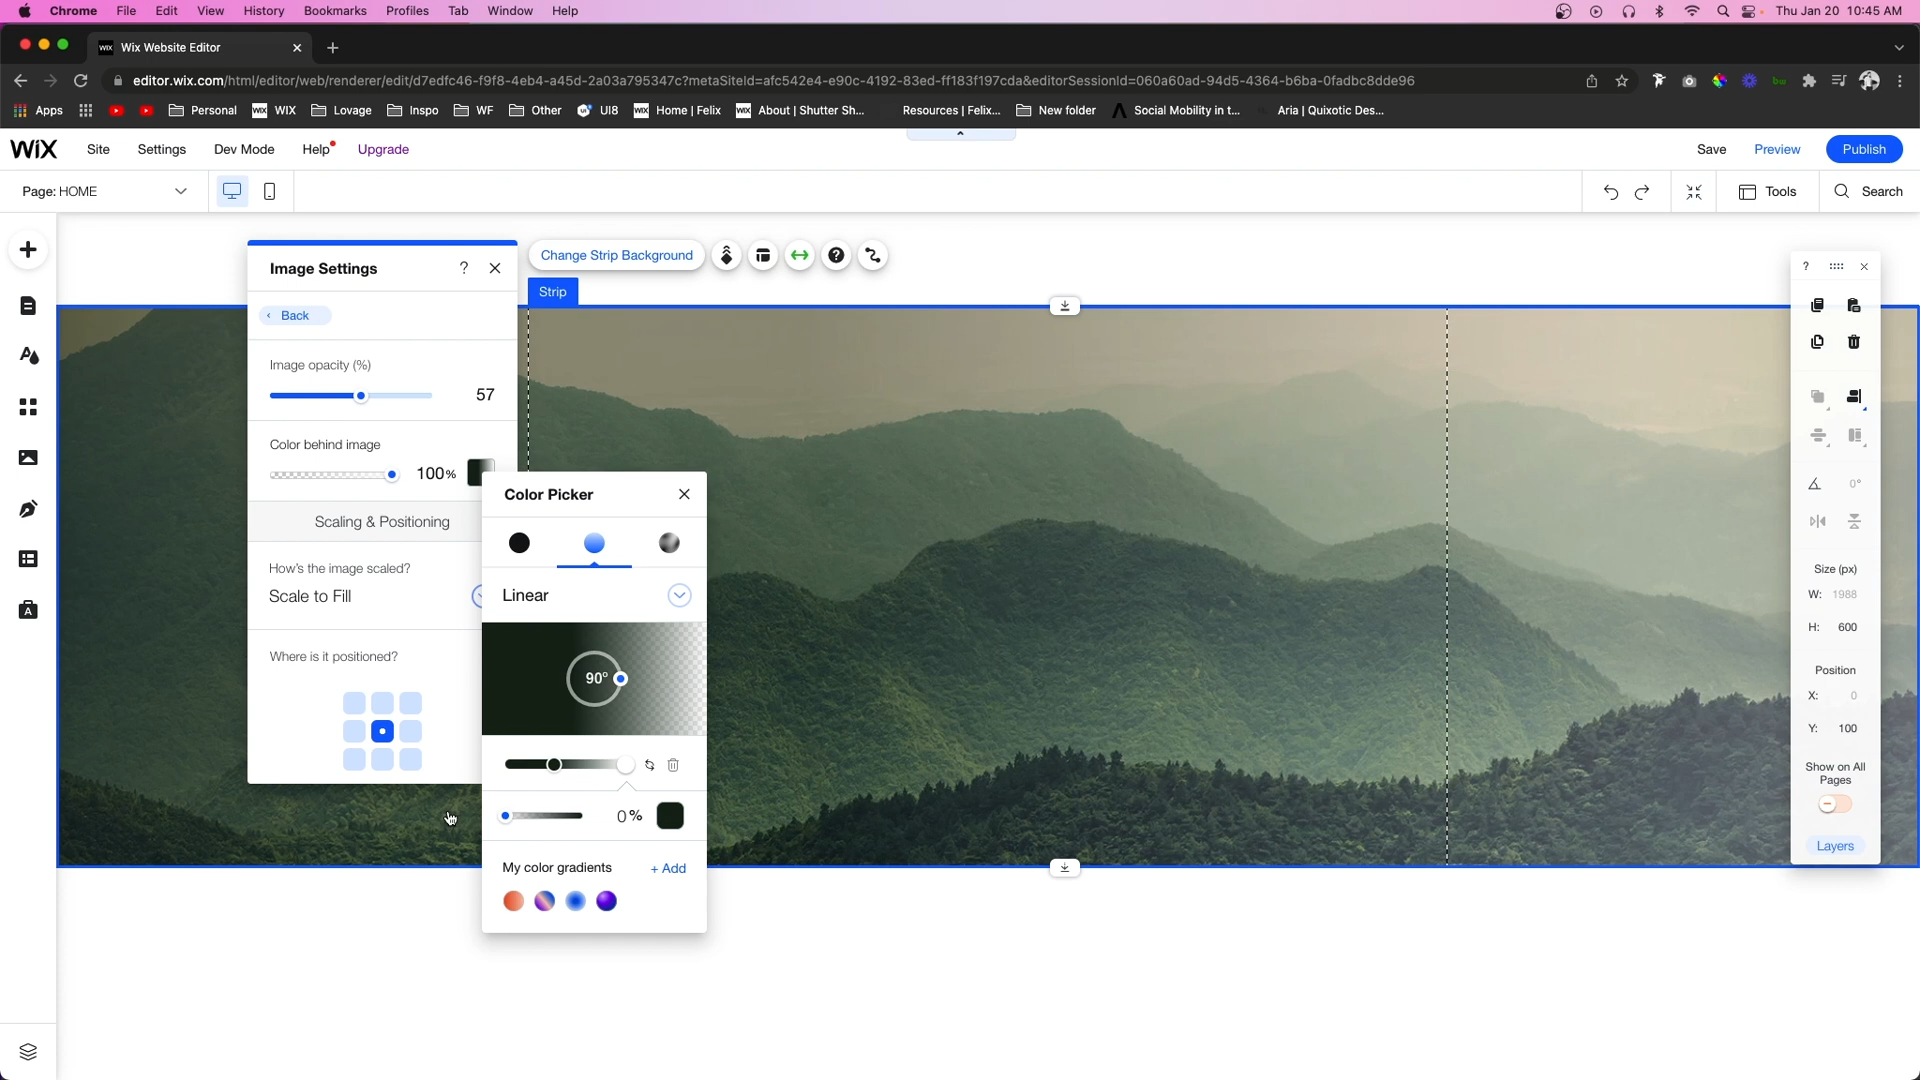 Chrome File Edit View History Bookmarks Profiles Tab Window Help Thu Jan 20 10:45 AM
WIX Wix Website Editor
editor.wix.com/html/editor/web/renderer/edit/d7edfc46-f9f8-4eb4-a45d-2a03a795347c?metaSiteId=afc542e4-e90c-4192-83ed-ff183f197cda&editorSessionId=060a60ad-94d5-4364-b6ba-0fadbc8dde96
Apps Personal WIX WIX Lovage Inspo WF Other UI8 WIX Home | Felix WIX About | Shutter Sh... Resources | Felix... New folder Social Mobility in t... Aria | Quixotic Des...
WIX Site Settings Dev Mode Help Upgrade Save Preview Publish
Page: HOME Tools Search
Image Settings ?
Change Strip Background ?
?
Strip
Back
Image opacity (%)
57
Color behind image
100%
Color Picker
0°
Scaling & Positioning
How's the image scaled?
Scale to Fill
Linear
Size (px)
W: 1988
H: 600
Where is it positioned?
90°
Position
X: 0
Y: 100
Show on All
Pages
0%
Layers
My color gradients + Add